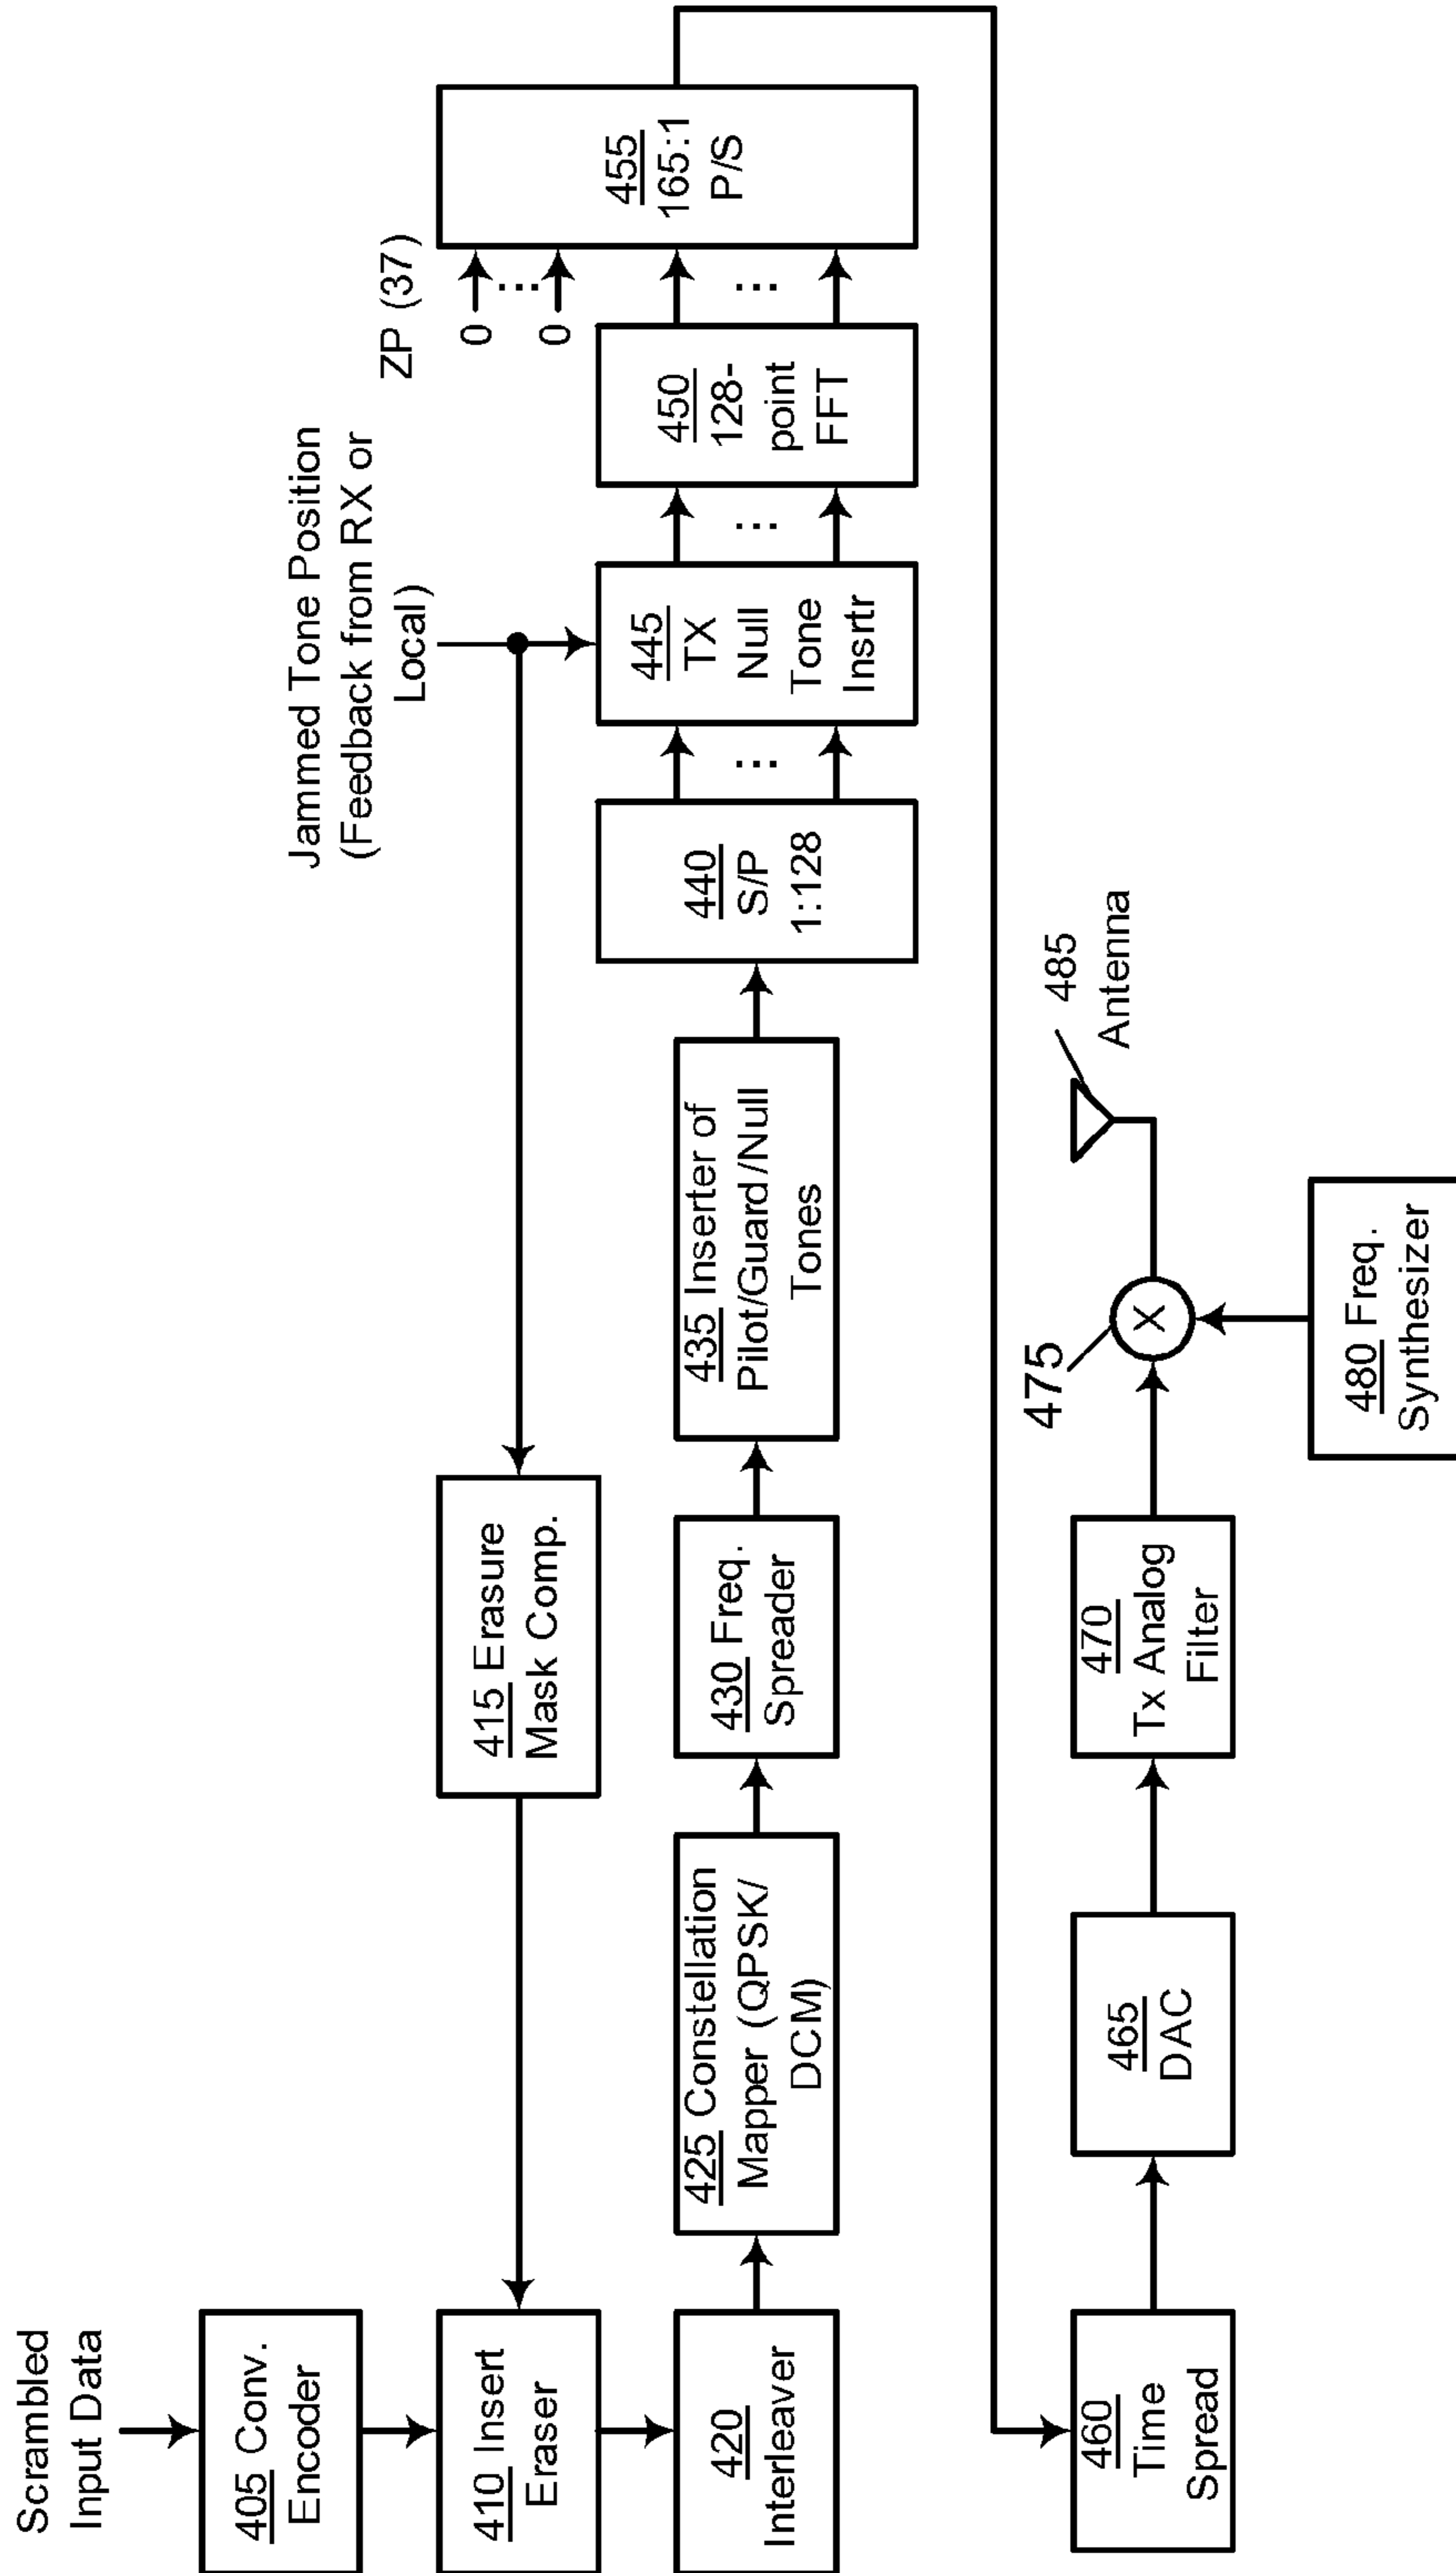 Scrambled
Input Data
405 Conv.
Encoder
410 Insert
Eraser
415 Erasure
Mask Comp.
Jammed Tone Position
(Feedback from RX or
Local)
420
Interleaver
425 Constellation
Mapper (QPSK/
DCM)
430 Freq.
Spreader
435 Inserter of
Pilot/Guard/Null
Tones
440
S/P
1:128
...
445
TX
Null
Tone
Insrtr
...
450
128-
point
FFT
...
ZP (37)
0
...
0
455
165:1
P/S
460
Time
Spread
465
DAC
470
Tx Analog
Filter
475
X
480 Freq.
Synthesizer
485
Antenna